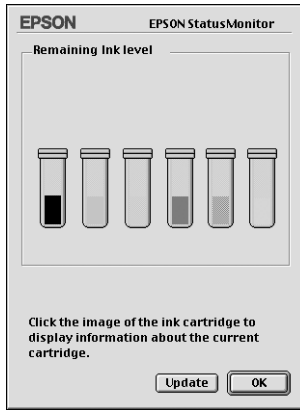 EPSON EPSON StatusMonitor
Remaining Ink level
Click the image of the ink cartridge to
display information about the current
cartridge.
Update OK